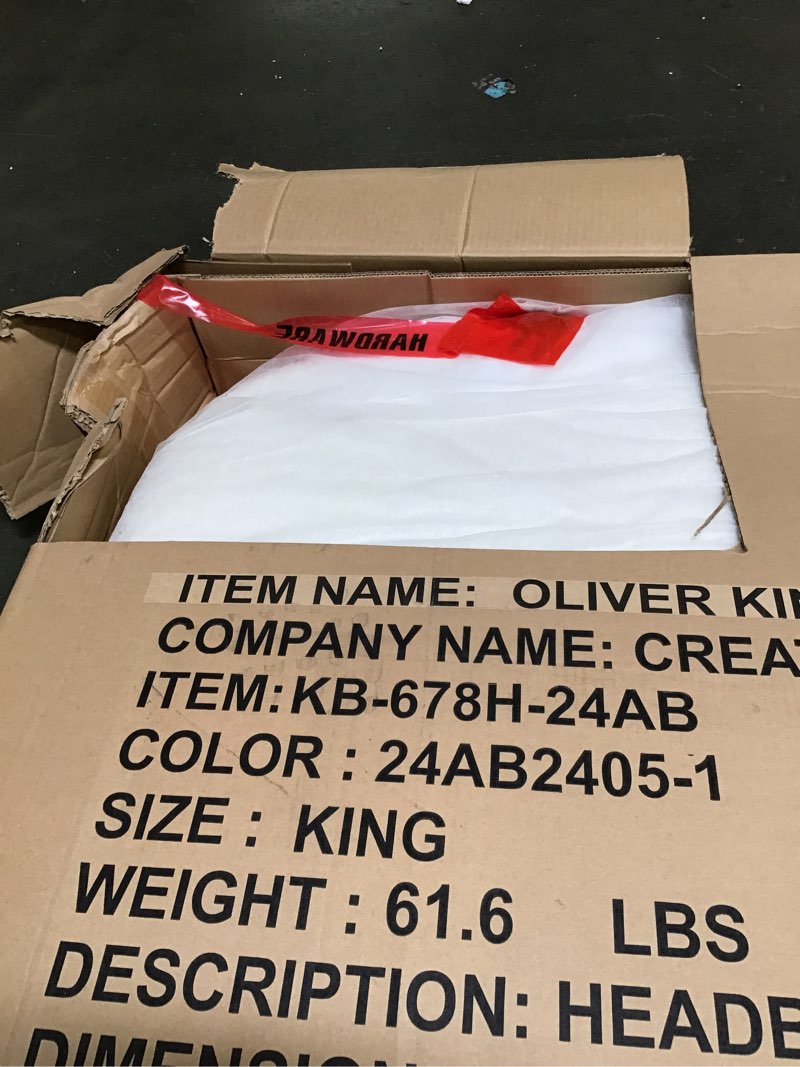 HARDWARE
ITEM NAME: OLIVER
COMPANY NAME:
ITEM: KB-678H-24AB
COLOR : 24AB2405-1
SIZE : KING
WEIGHT : 61.6 LBS
DESCRIPTION: